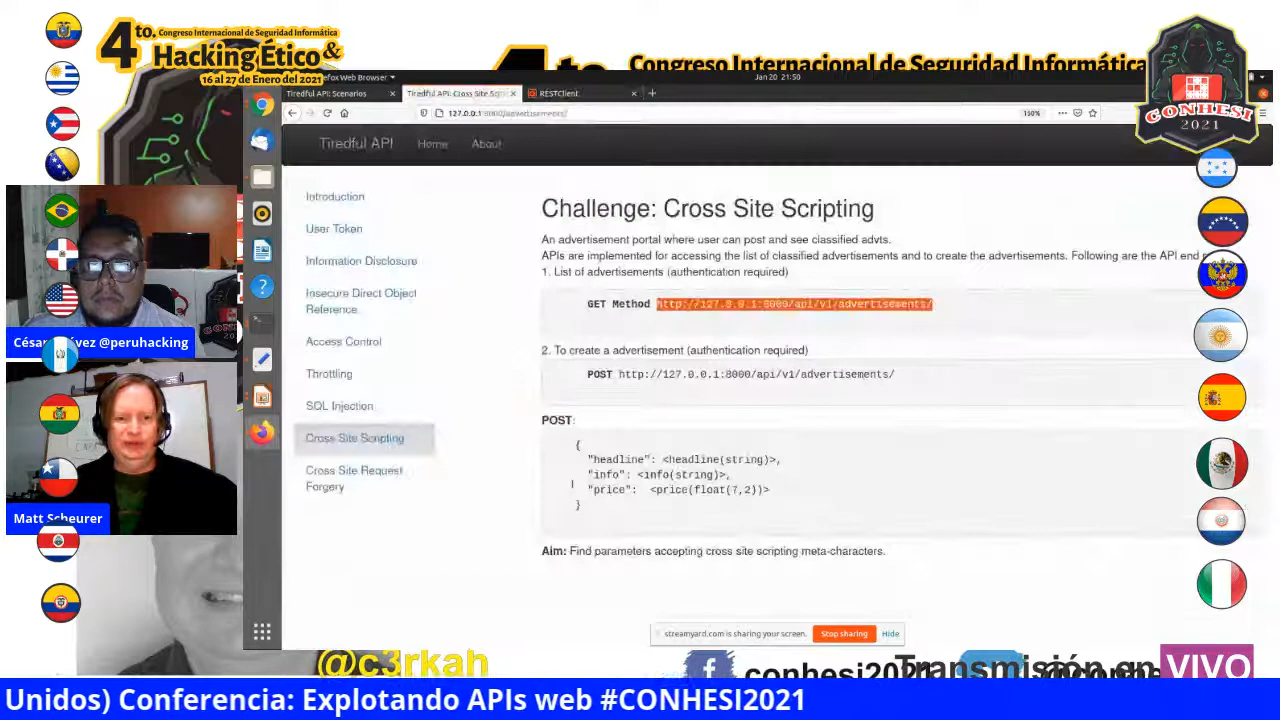 4to. Congreso Internacional de Seguridad Informática
Hacking Ético &
16 al 27 de Enero del 2021
Congreso Internacional de Seguridad Informática
CONHESI
2021
Web Browser
Jan 20 21:50
Tiredful API: Scenarios
Tiredful API: Cross Site
RESTClient
127.0.0.1:8000/advertisements/
150%
Tiredful API
Home
About
Introduction
User Token
Information Disclosure
Insecure Direct Object
Reference
Access Control
Throttling
SQL Injection
Cross Site Scripting
Cross Site Request
Forgery
Challenge: Cross Site Scripting
An advertisement portal where user can post and see classified advts.
APIs are implemented for accessing the list of classified advertisements and to create the advertisements. Following are the API end
1. List of advertisements (authentication required)
GET Method http://127.0.0.1:8000/api/v1/advertisements/
2. To create a advertisement (authentication required)
POST http://127.0.0.1:8000/api/v1/advertisements/
POST:
{
"headline": <headline(string)>,
"info": <info(string)>,
"price": <price(float(7,2))>
}
Aim: Find parameters accepting cross site scripting meta-characters.
streamyard.com is sharing your screen.
Stop sharing
Hide
@peruhacking
Matt Scheurer
@c3rkah
conhesi2021
Transmisión en VIVO
Unidos) Conferencia: Explotando APIs web #CONHESI2021